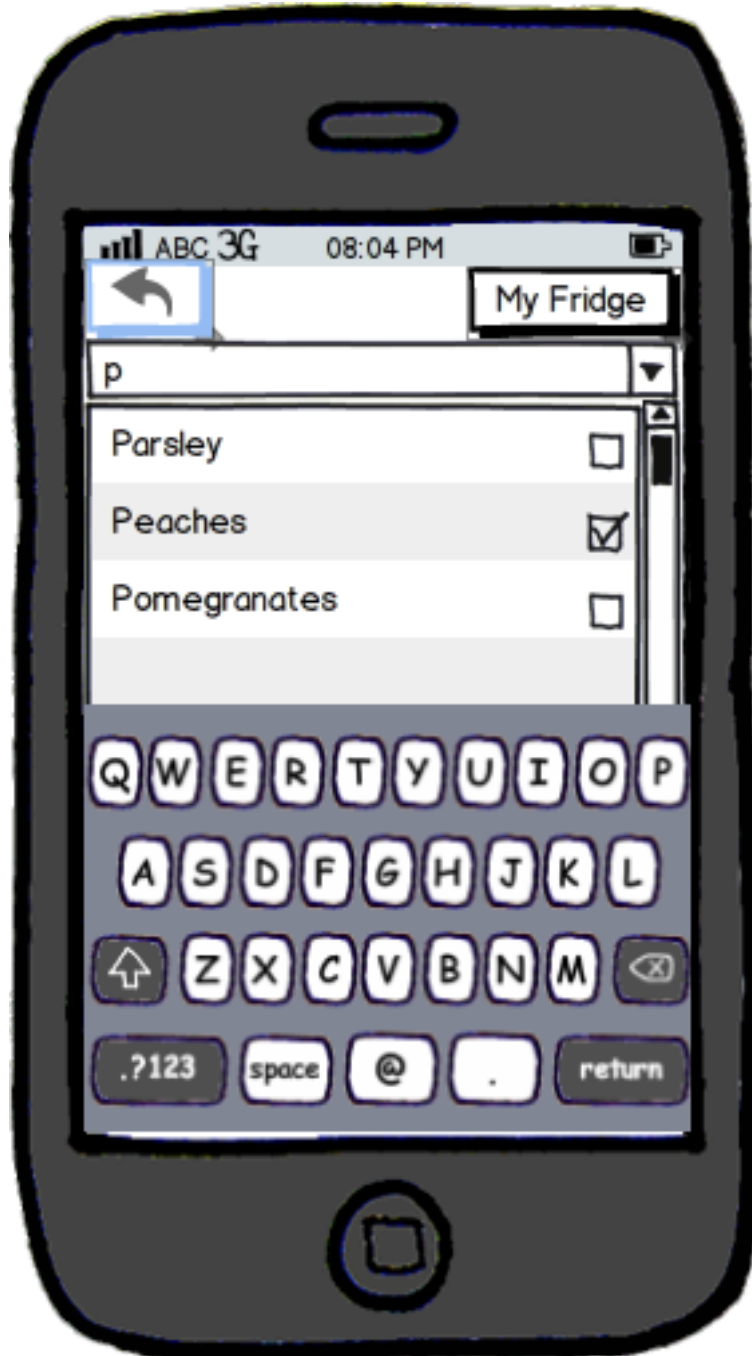 ABC 3G 08:04 PM
My Fridge
p
Parsley
Peaches
Pomegranates
Q W E R T Y U I O P
A S D F G H J K L
Z X C V B N M
.?123 space @ . return